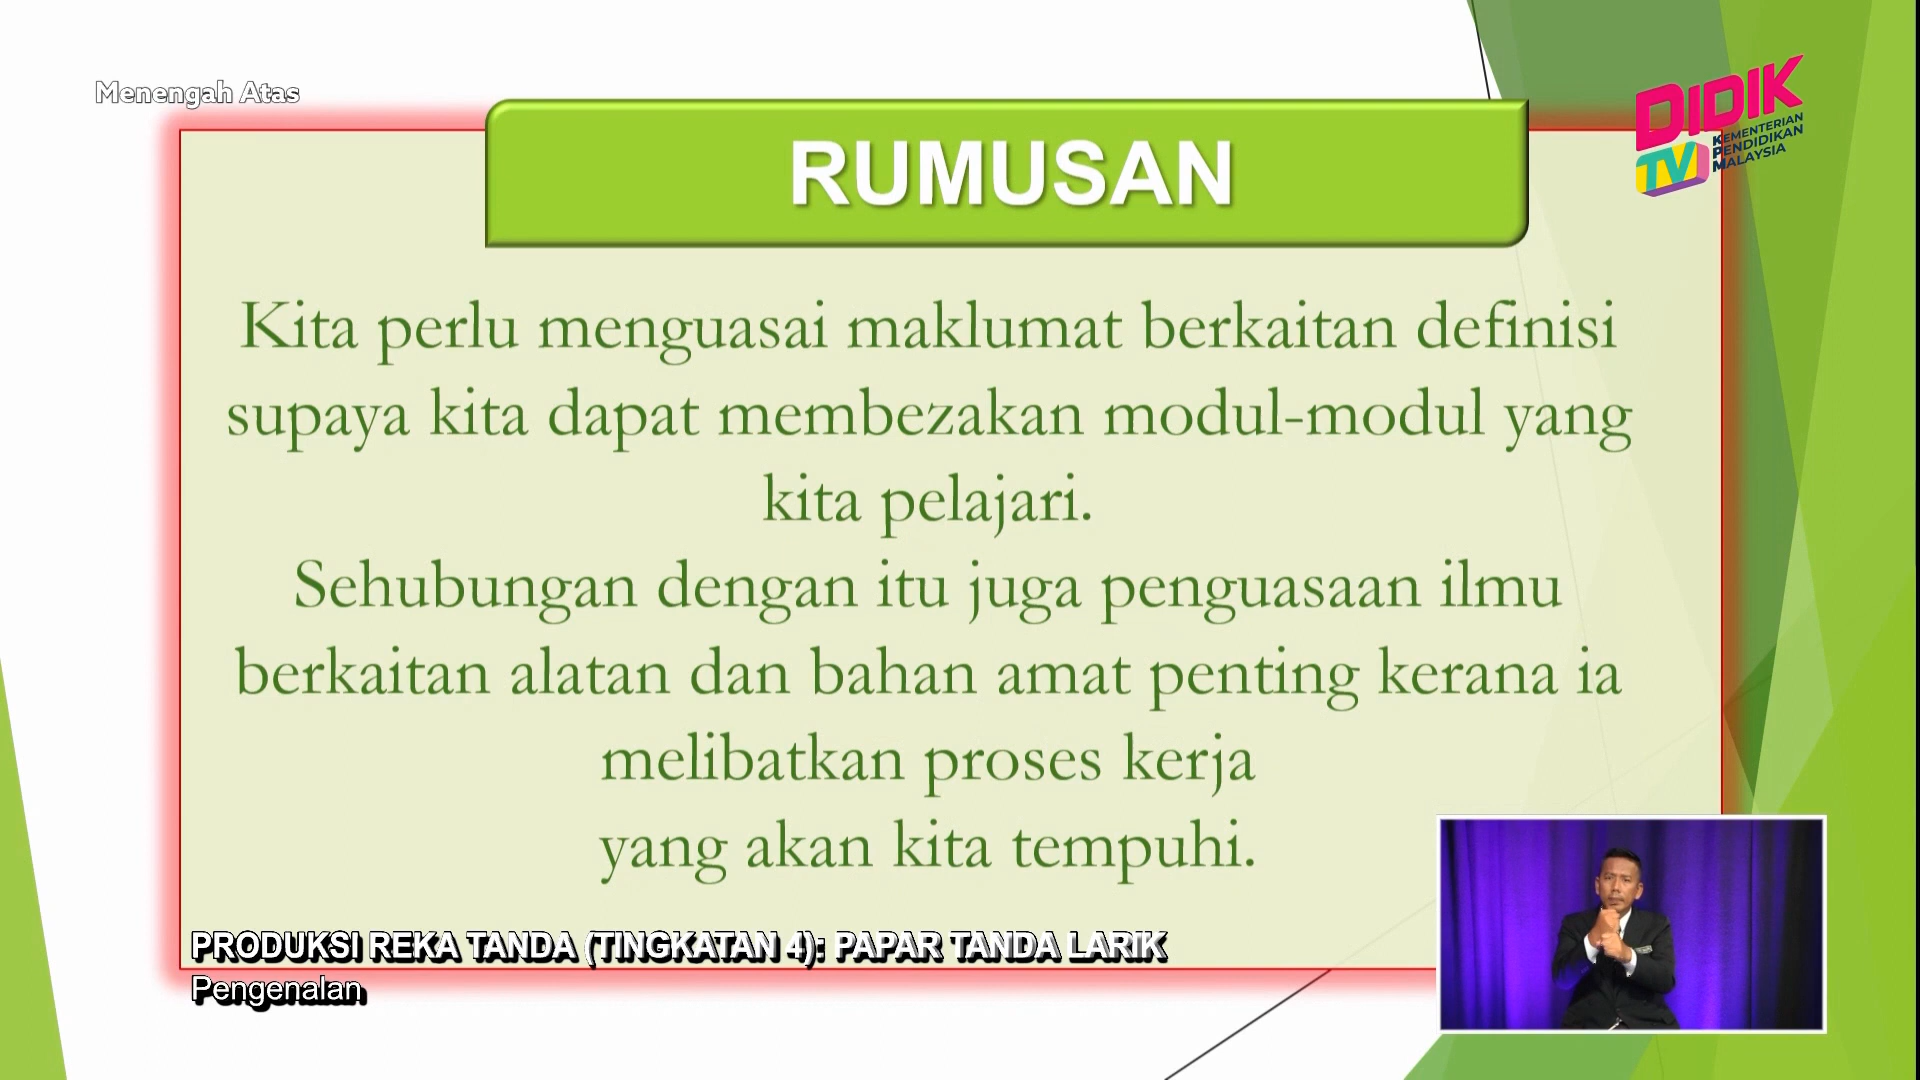 Menengah Atas
DIDIK
TV
KEMENTERIAN
PENDIDIKAN
MALAYSIA
RUMUSAN
Kita perlu menguasai maklumat berkaitan definisi
supaya kita dapat membezakan modul-modul yang
kita pelajari.
Sehubungan dengan itu juga penguasaan ilmu
berkaitan alatan dan bahan amat penting kerana ia
melibatkan proses kerja
yang akan kita tempuhi.
PRODUKSI REKA TANDA (TINGKATAN 4): PAPAR TANDA LARIK
Pengenalan